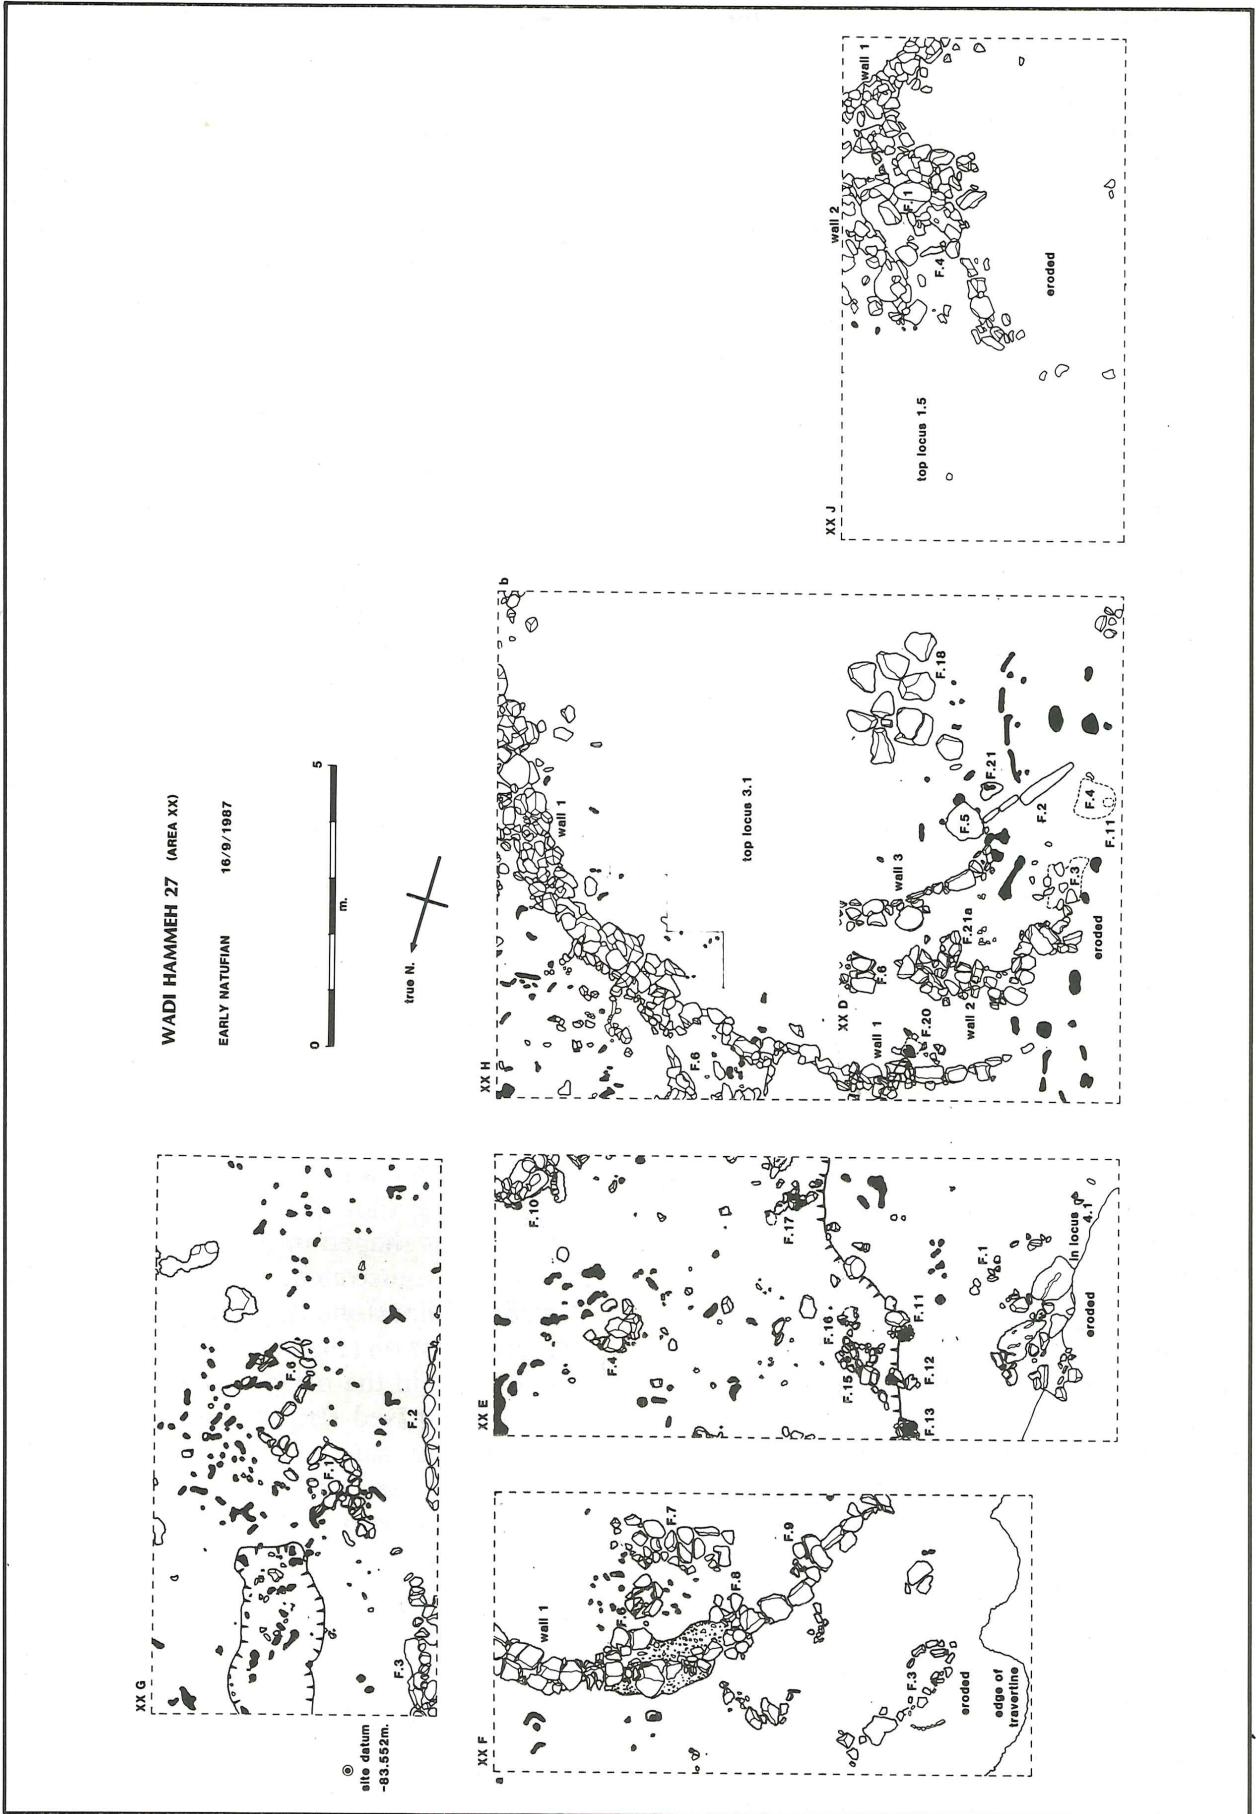 WADI HAMMEH 27 (AREA XX)
EARLY NATUFIAN 16/9/1987
0 5
m.
true N.
site datum
-83.552m.
XX G
F.3
F.1
F.6
F.2
XX F
a
wall 1
F.6
F.7
F.8
F.9
F.3
eroded
edge of
travertine
XX E
F.10
F.4
F.17
F.16
F.15
F.13
F.12
F.11
F.1
in locus
4.1
eroded
XX H
b
wall 1
F.6
top locus 3.1
XX D
F.6
wall 1
F.20
wall 2
F.21a
wall 3
F.5
F.21
F.18
F.2
F.3
F.4
F.11
eroded
XX J
top locus 1.5
wall 2
wall 1
F.1
F.4
eroded